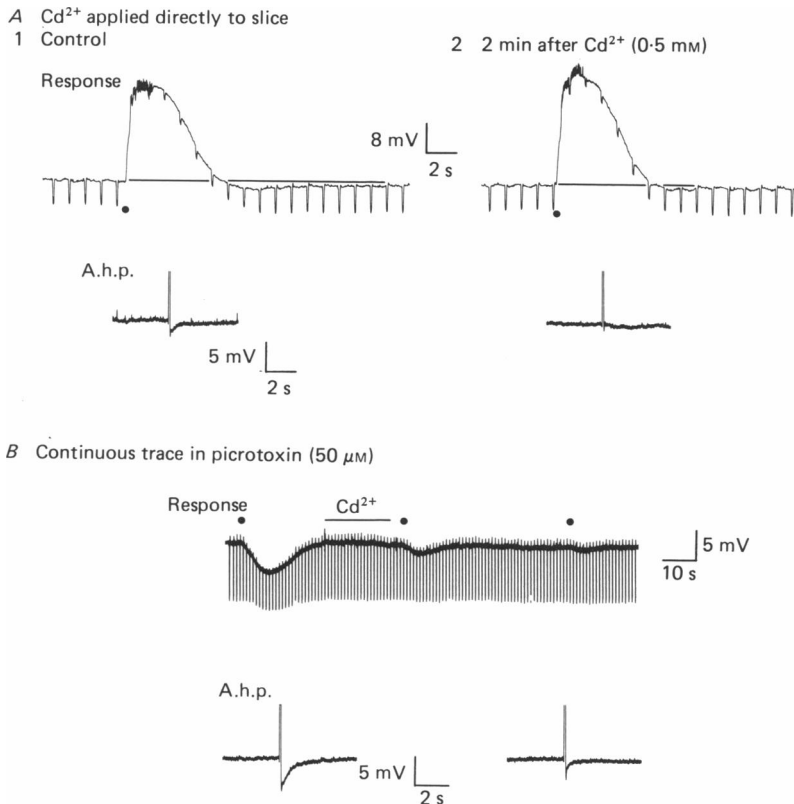 A Cd²⁺ applied directly to slice
1 Control
2 2 min after Cd²⁺ (0·5 mM)
Response
8 mV
2 s
A.h.p.
5 mV
2 s
B Continuous trace in picrotoxin (50 μM)
Response
Cd²⁺
5 mV
10 s
A.h.p.
5 mV
2 s